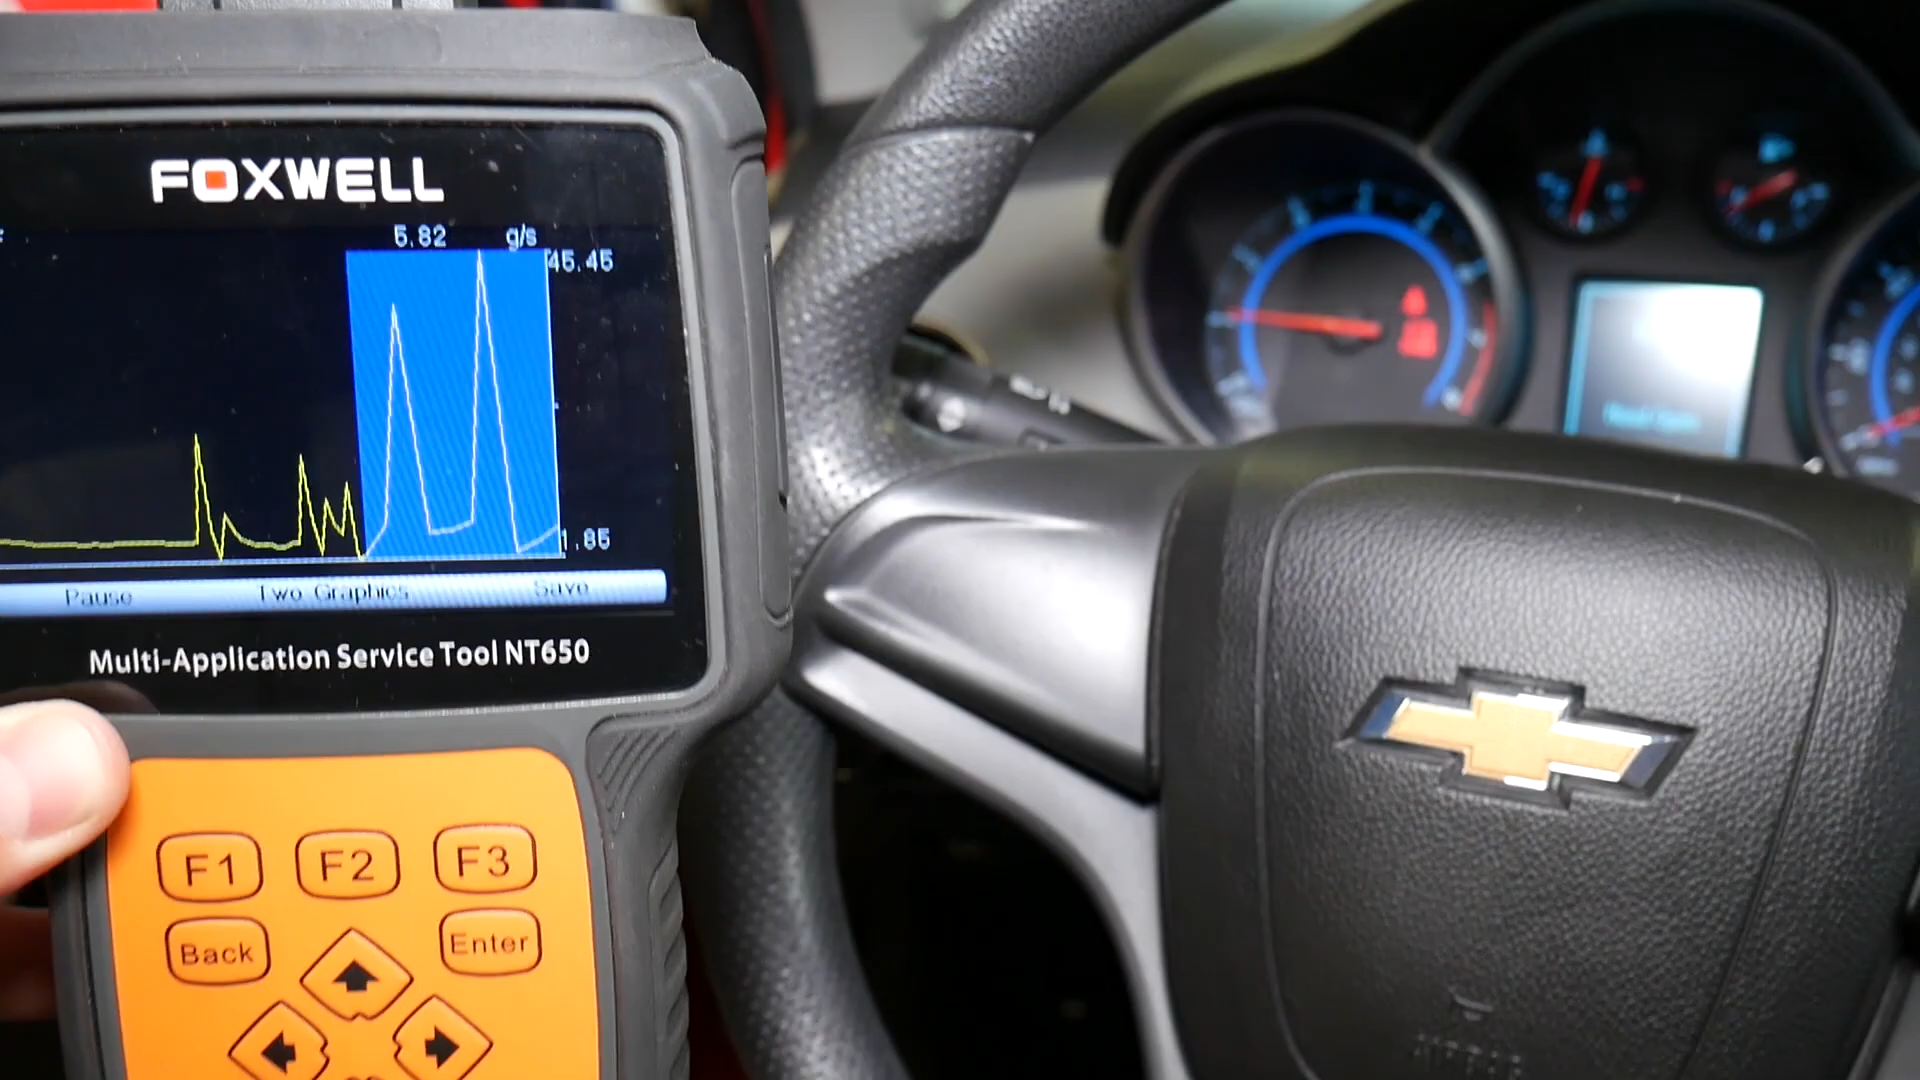 FOXWELL
5.82 g/s
45.45
1.85
Pause Two Graphics Save
Multi-Application Service Tool NT650
F1 F2 F3
Back Enter